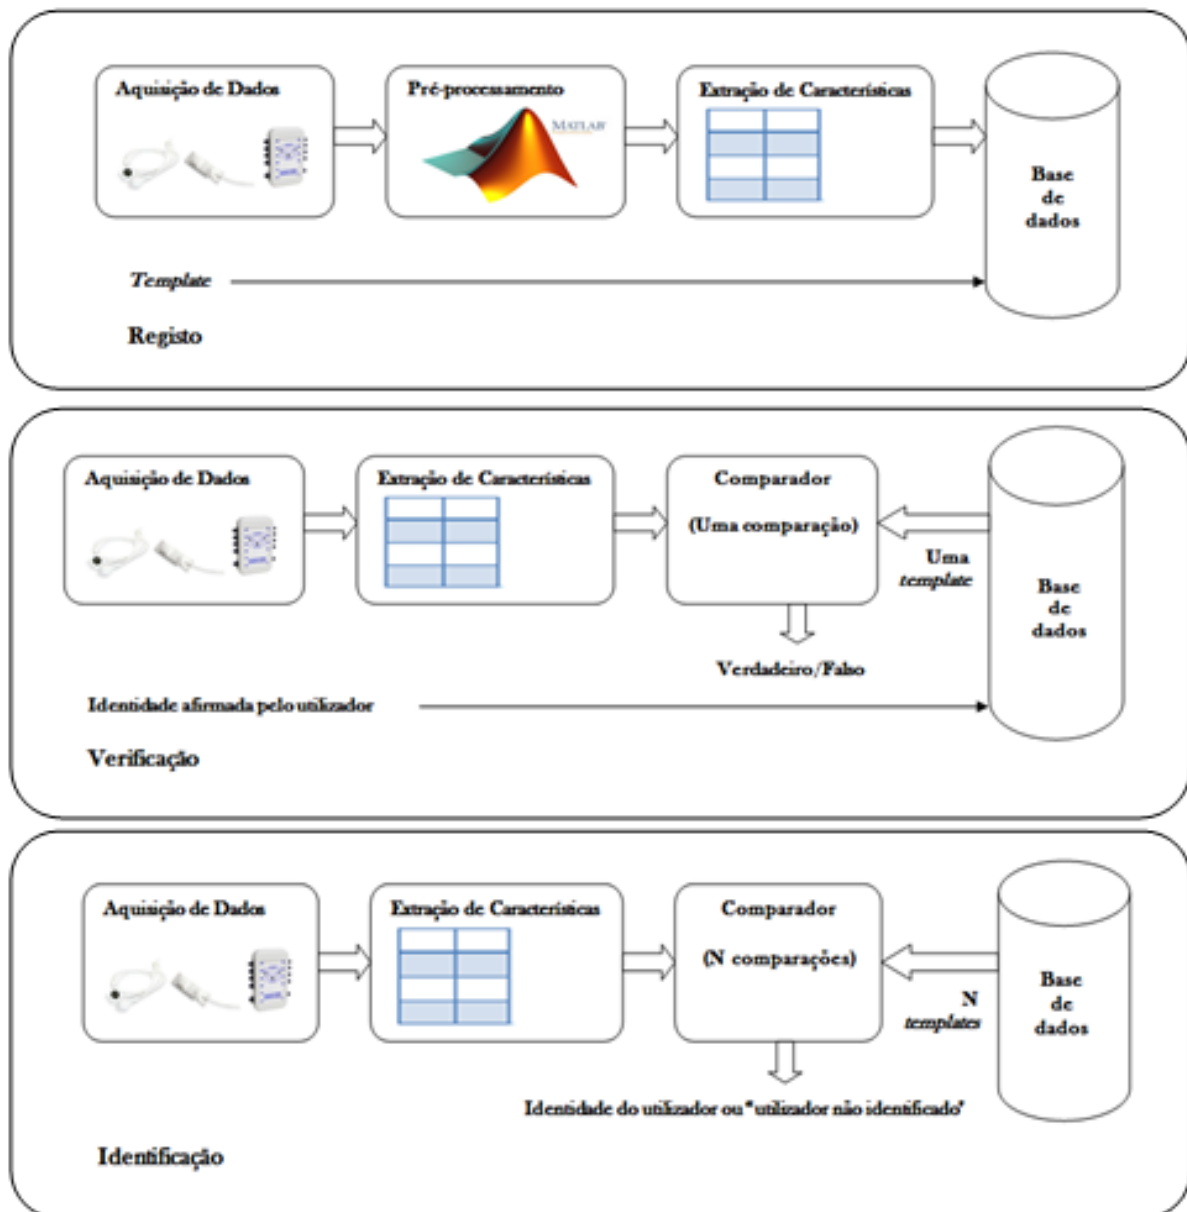 Aquisição de Dados
Pré-processamento
Extração de Características
MATLAB
Base
de
dados
Template
Registo
Aquisição de Dados
Extração de Características
Comparador
(Uma comparação)
Uma
template
Base
de
dados
Verdadeiro/Falso
Identidade afirmada pelo utilizador
Verificação
Aquisição de Dados
Extração de Características
Comparador
(N comparações)
N
templates
Base
de
dados
Identidade do utilizador ou "utilizador não identificado"
Identificação